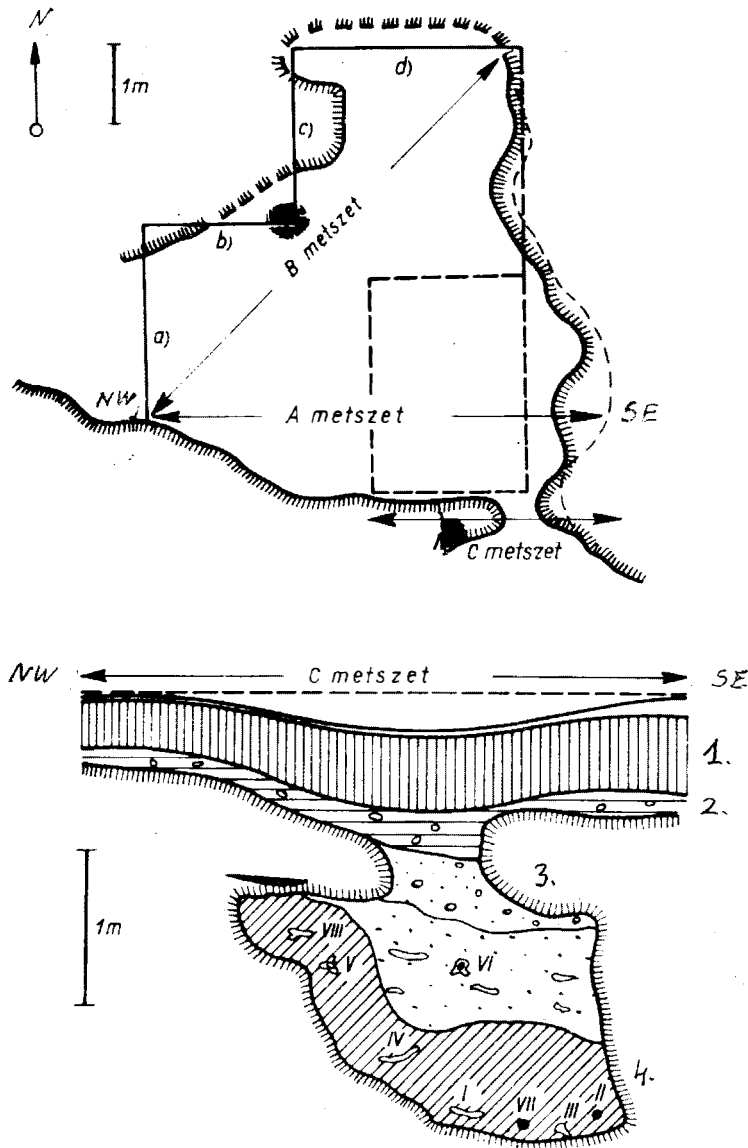 N
1m
d)
c)
b)
B metszet
a)
NW
A metszet
SE
C metszet
NW
C metszet
SE
1.
2.
3.
1m
VIII
V
VI
IV
I
VII
III
II
4.